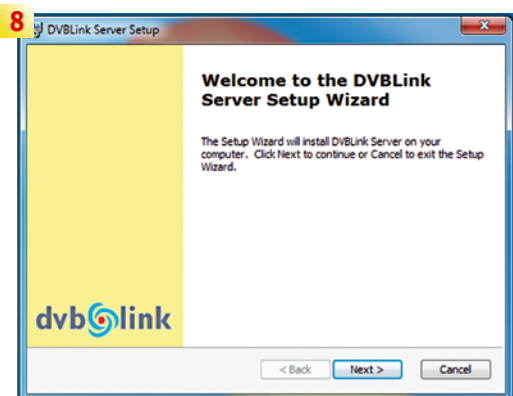 8
DVBLink Server Setup
Welcome to the DVBLink
Server Setup Wizard
The Setup Wizard will install DVBLink Server on your
computer. Click Next to continue or Cancel to exit the Setup
Wizard.
dvblink
< Back Next > Cancel